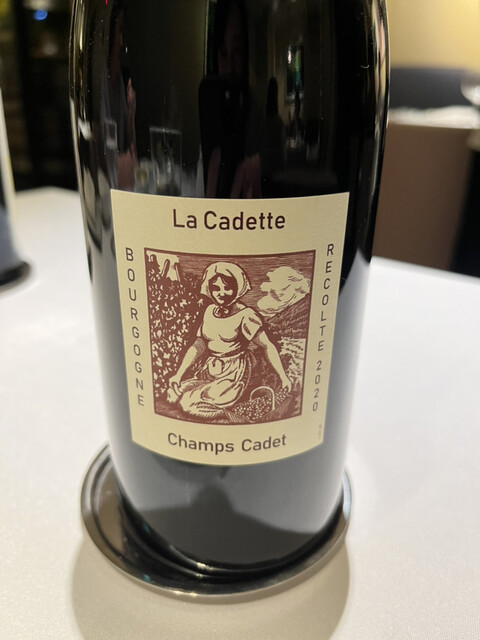 La Cadette
BOURGOGNE
RECOLTE 2020
Champs Cadet